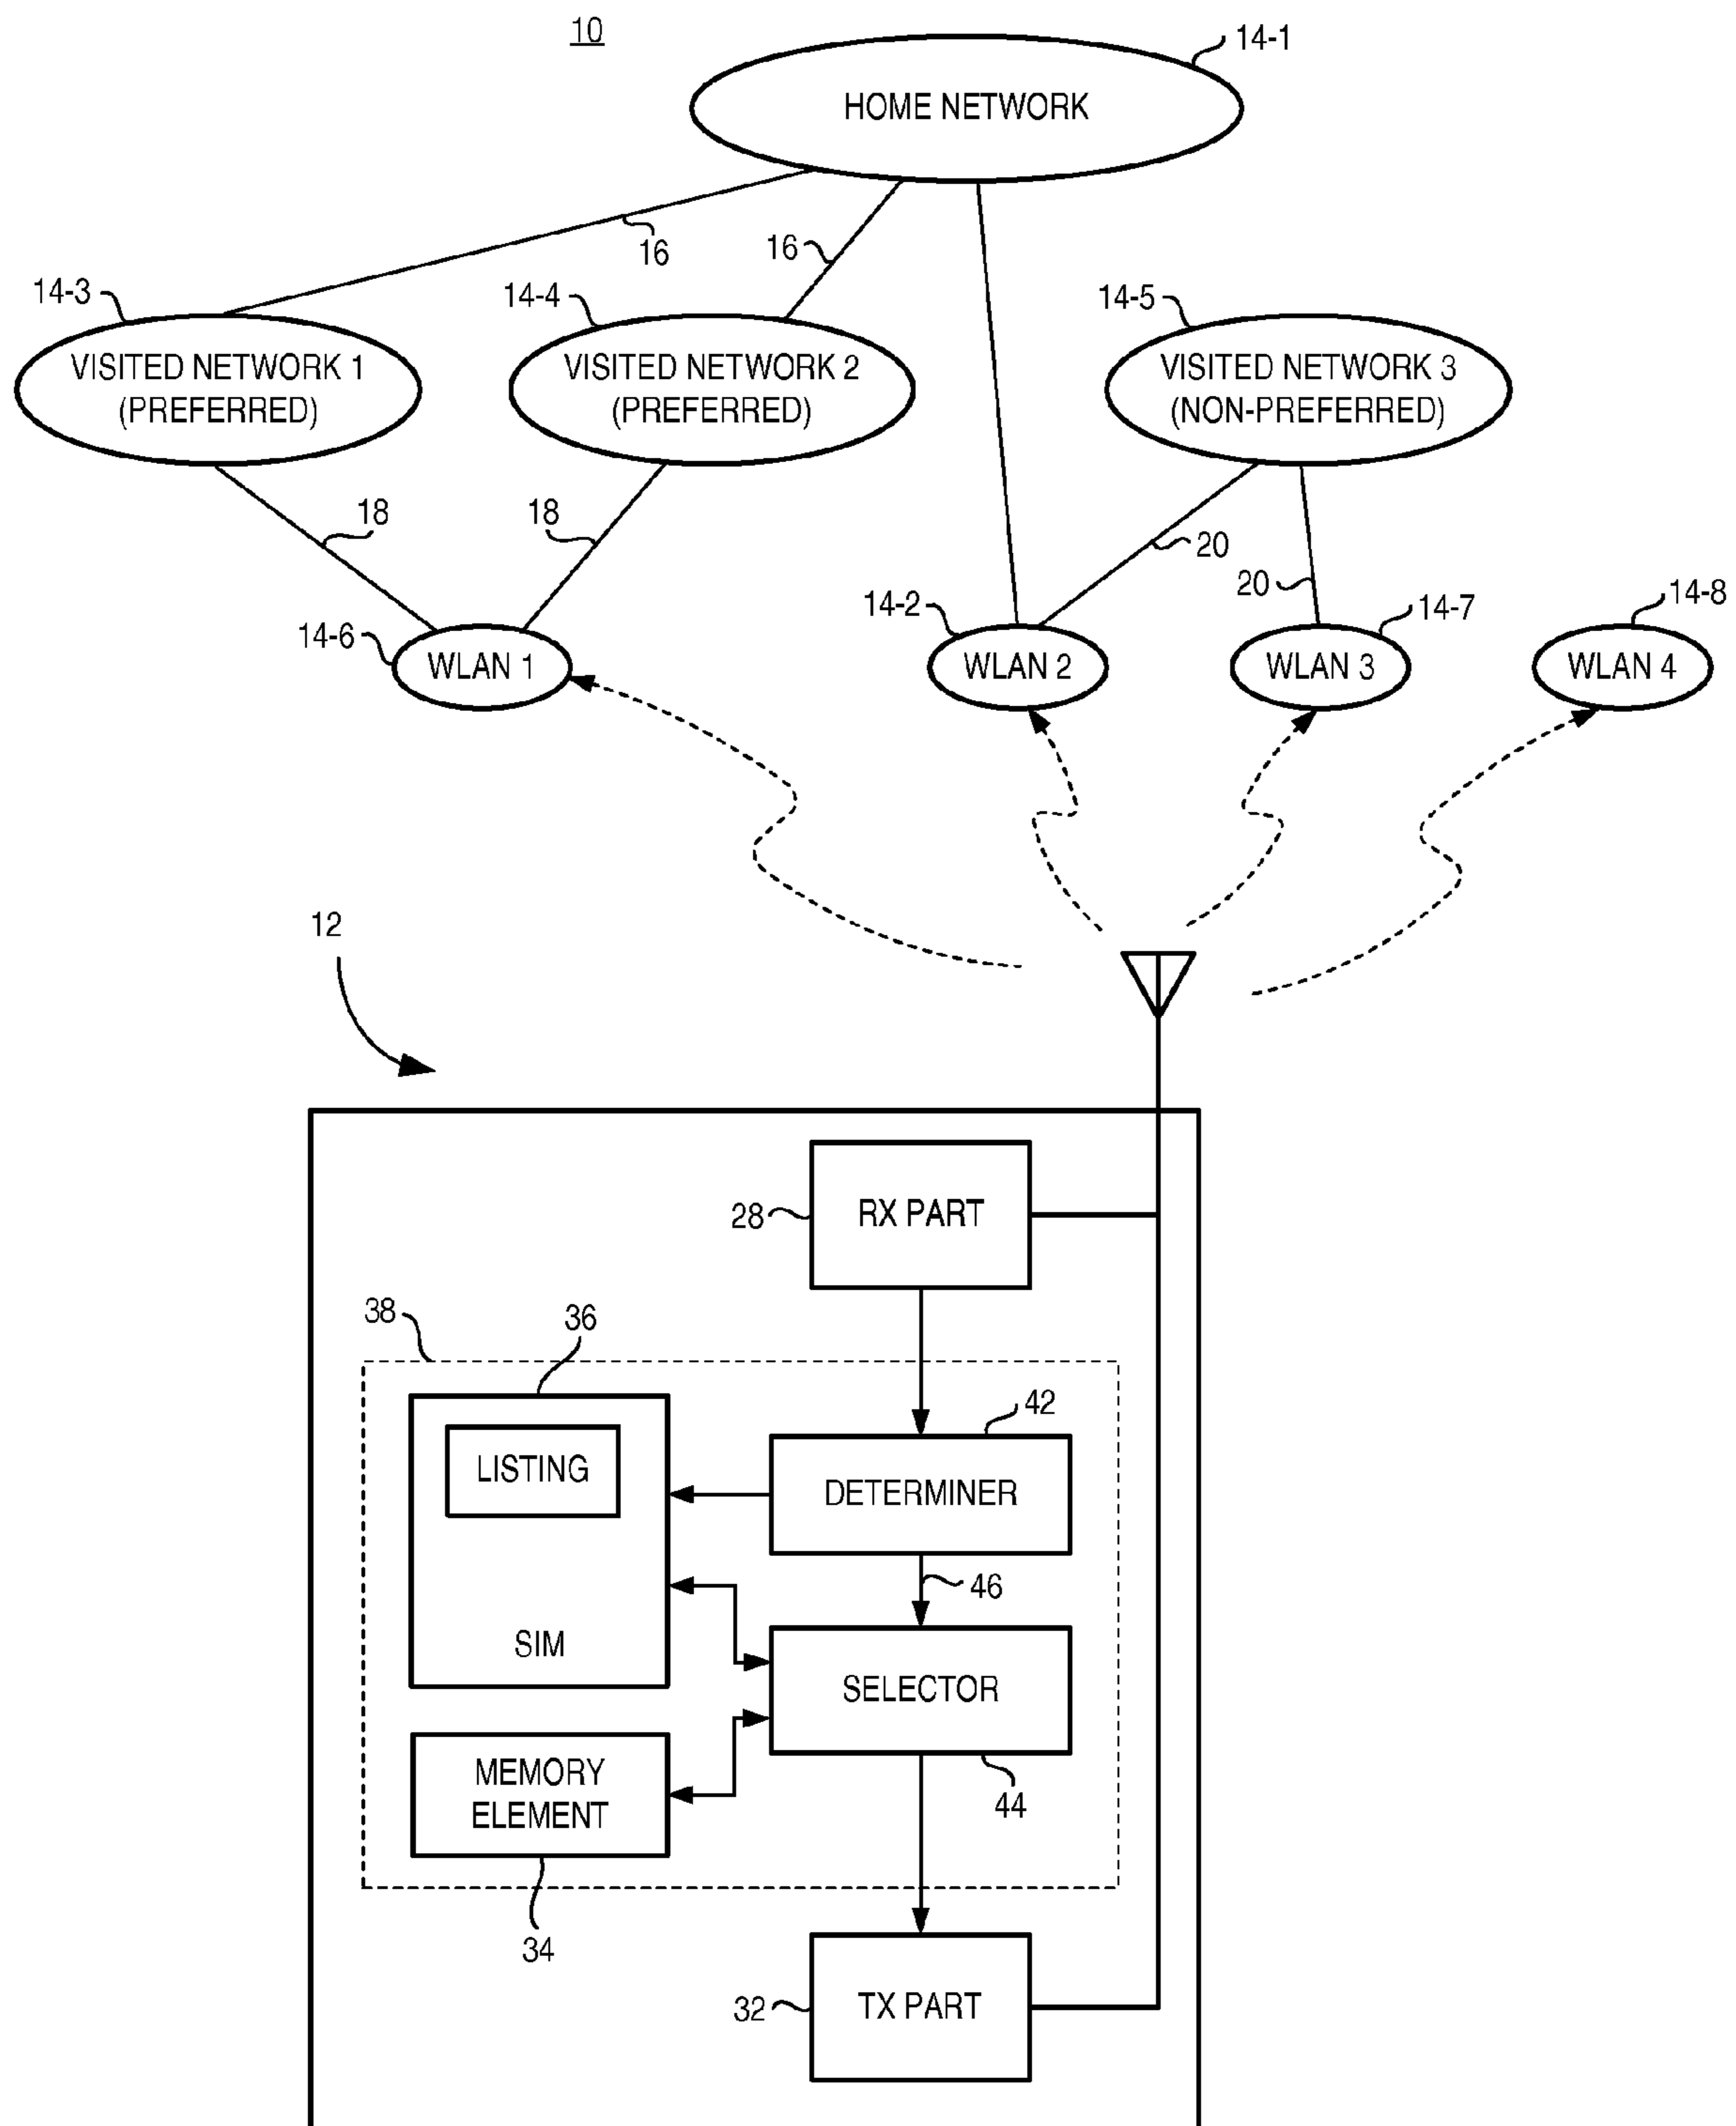 10
14-1
HOME NETWORK
16
16
14-3
14-4
14-5
VISITED NETWORK 1
(PREFERRED)
VISITED NETWORK 2
(PREFERRED)
VISITED NETWORK 3
(NON-PREFERRED)
18
18
20
20
14-6
14-2
14-7
14-8
WLAN 1
WLAN 2
WLAN 3
WLAN 4
12
28
RX PART
38
36
42
LISTING
DETERMINER
46
SIM
SELECTOR
MEMORY
ELEMENT
44
34
32
TX PART